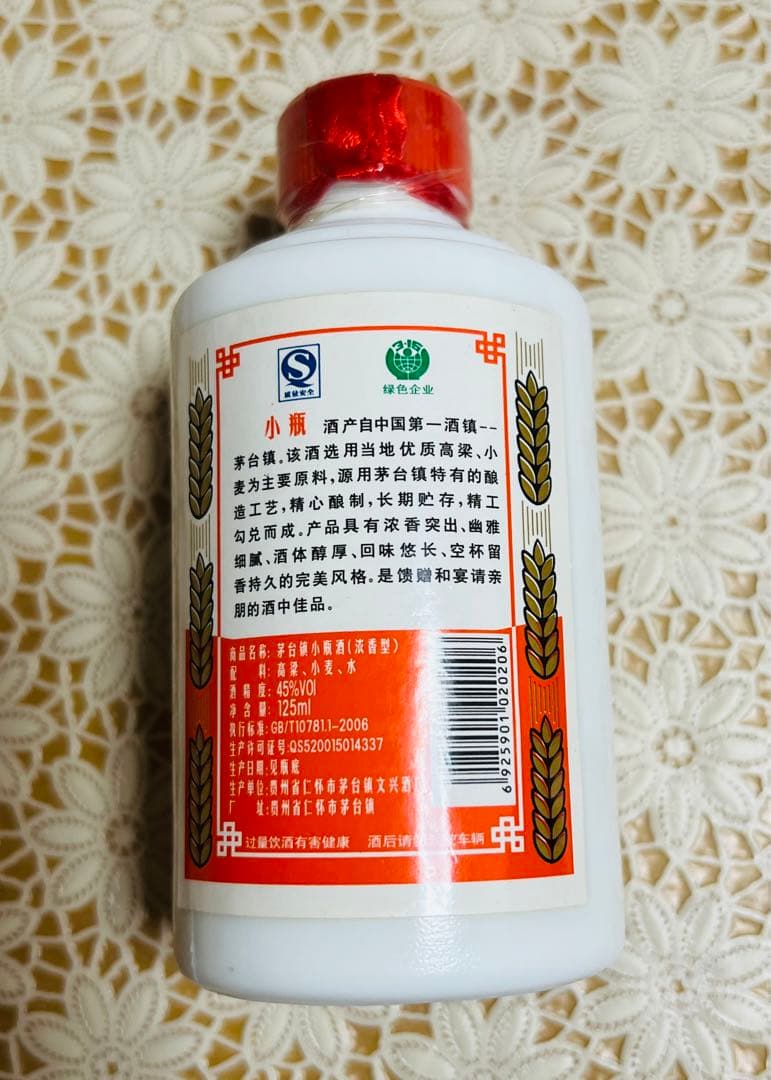 质量安全
3·15
绿色企业
小瓶 酒产自中国第一酒镇--
茅台镇。该酒选用当地优质高粱、小
麦为主要原料,源用茅台镇特有的酿
造工艺,精心酿制,长期贮存,精工
勾兑而成。产品具有浓香突出、幽雅
细腻、酒体醇厚、回味悠长、空杯留
香持久的完美风格。是馈赠和宴请亲
朋的酒中佳品。
商品名称:茅台镇小瓶酒(浓香型)
配 料:高粱、小麦、水
酒精度:45%VOl
净含量:125ml
执行标准:GB/T10781.1-2006
生产许可证号:QS520015014337
生产日期:见瓶底
生产单位:贵州省仁怀市茅台镇文兴酒
厂 址:贵州省仁怀市茅台镇
6925901020206
过量饮酒有害健康 酒后请 车辆